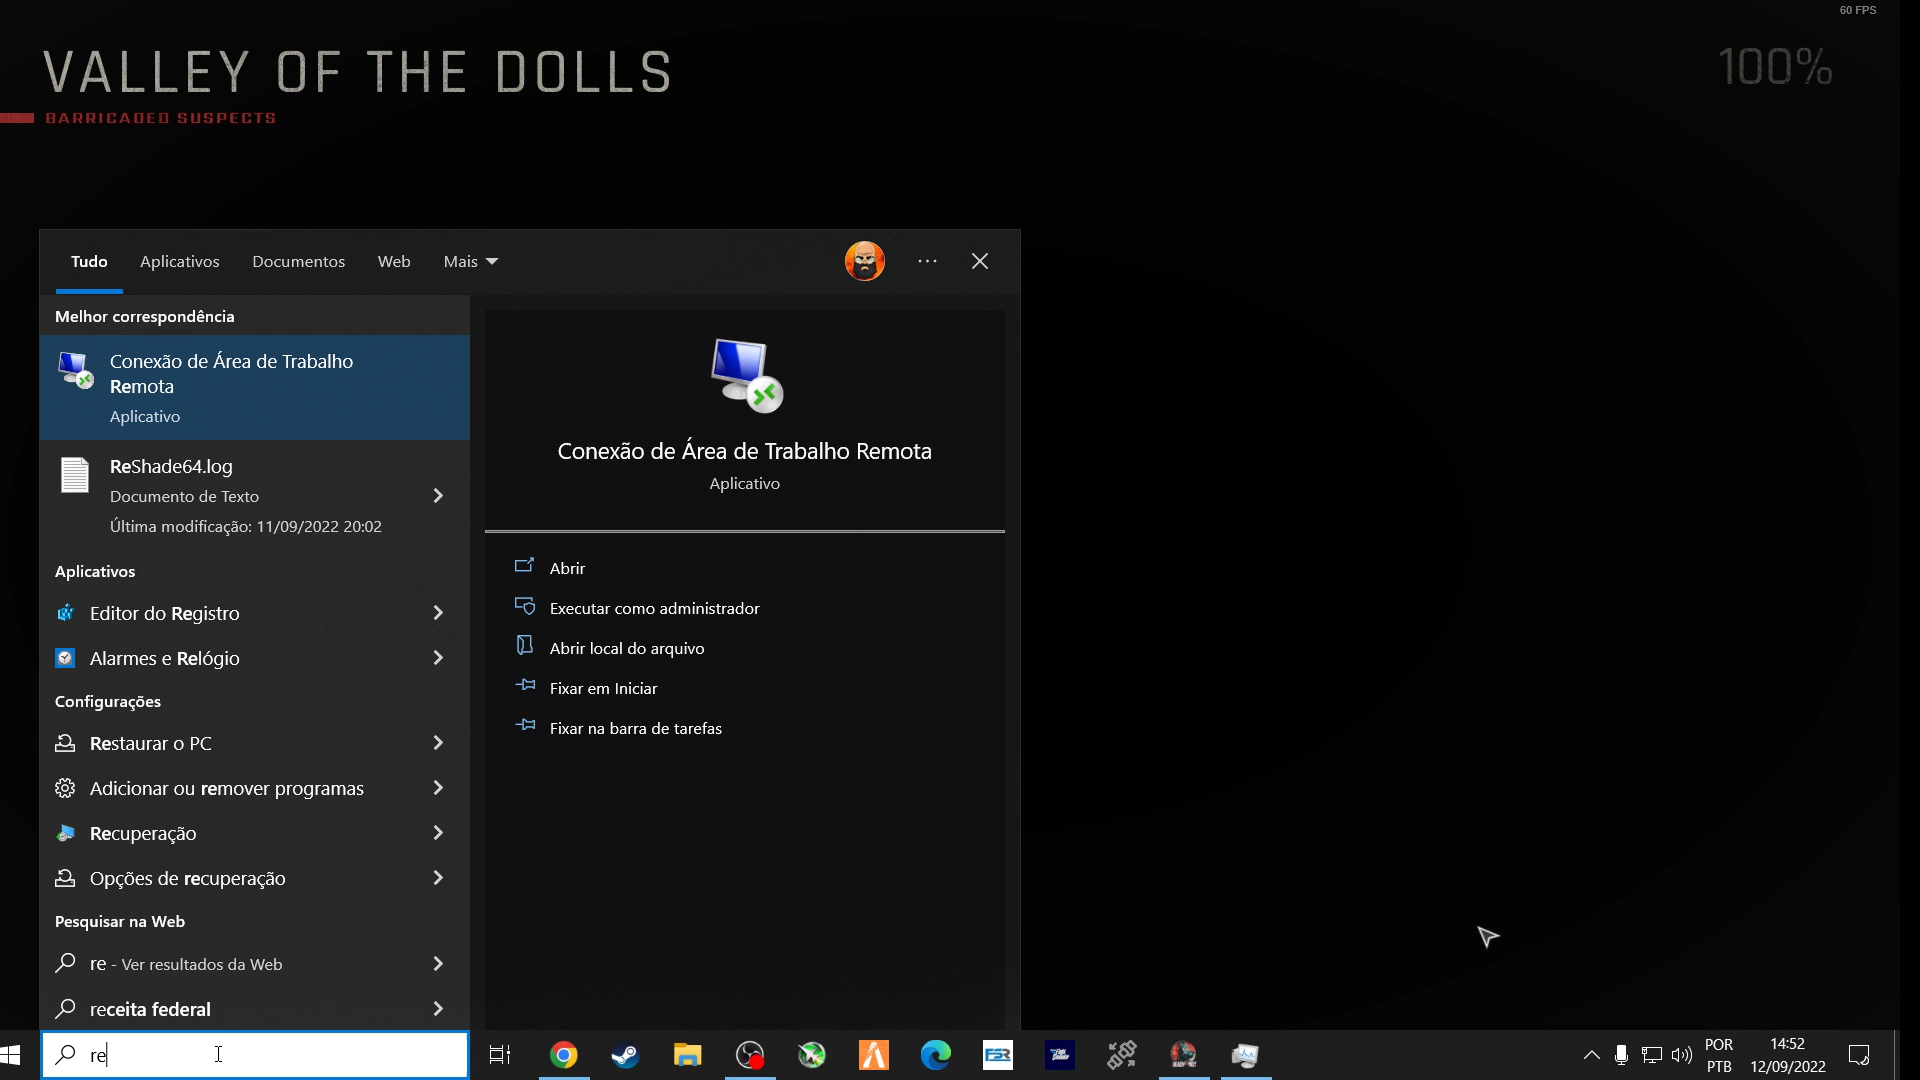 60 FPS
VALLEY OF THE DOLLS
100%
BARRICADED SUSPECTS
Tudo
Aplicativos
Documentos
Web
Mais
Melhor correspondência
Conexão de Área de Trabalho
Remota
Aplicativo
ReShade64.log
Documento de Texto
Última modificação: 11/09/2022 20:02
Aplicativos
Editor do Registro
Alarmes e Relógio
Configurações
Restaurar o PC
Adicionar ou remover programas
Recuperação
Opções de recuperação
Pesquisar na Web
re - Ver resultados da Web
receita federal
re
Conexão de Área de Trabalho Remota
Aplicativo
Abrir
Executar como administrador
Abrir local do arquivo
Fixar em Iniciar
Fixar na barra de tarefas
POR
PTB
14:52
12/09/2022